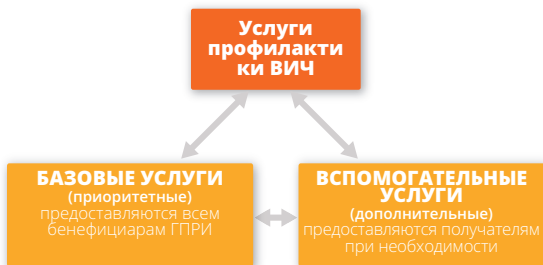 Услуги
профилакти
ки ВИЧ
БАЗОВЫЕ УСЛУГИ
(приоритетные)
предоставляются всем
бенефициарам ГПРИ
ВСПОМОГАТЕЛЬНЫЕ
УСЛУГИ
(дополнительные)
предоставляются получателям
при необходимости